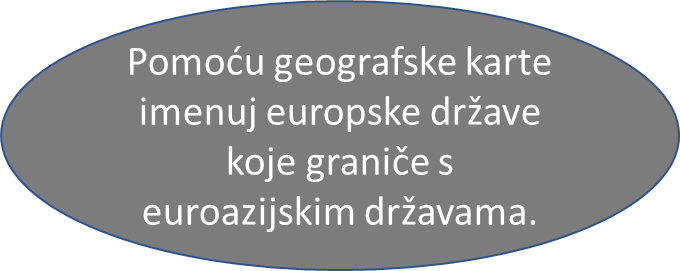 Pomoću geografske karte
imenuj europske države
koje graniče s
euroazijskim državama.